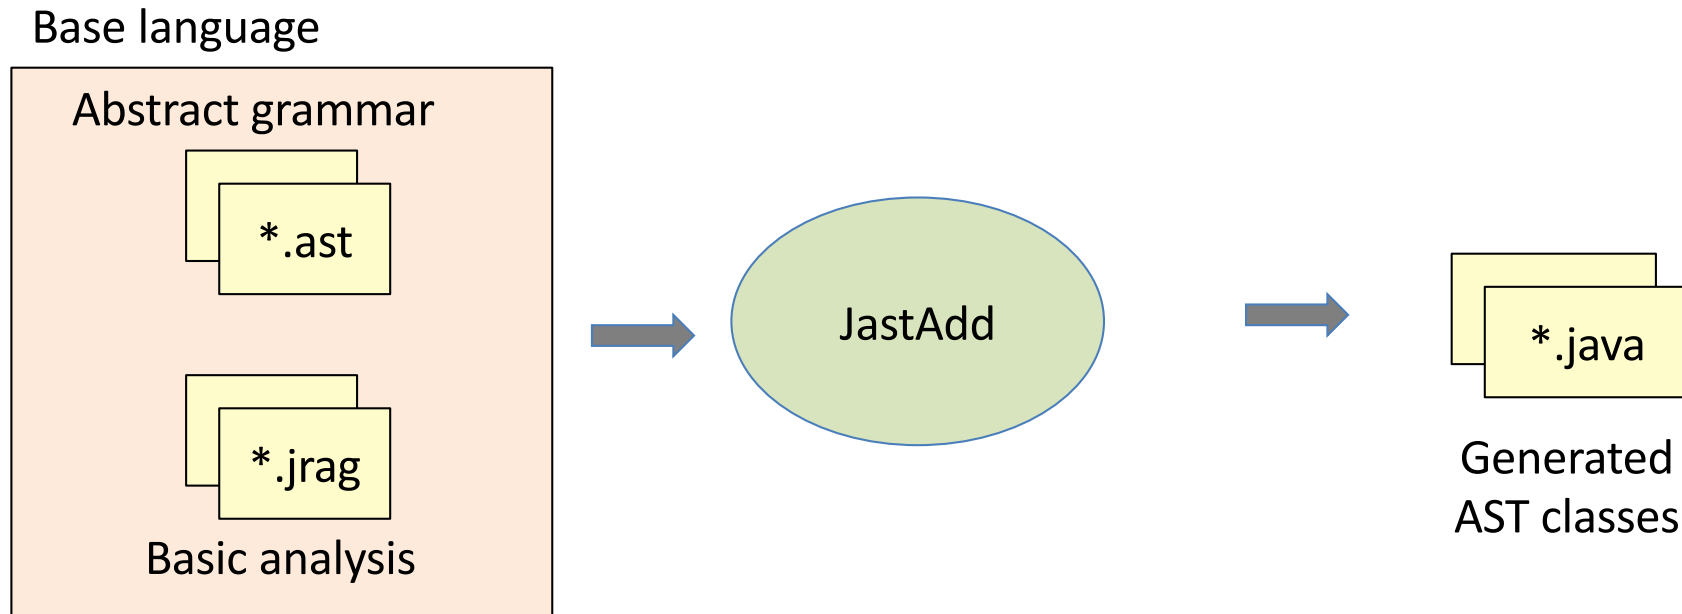 Base language
Abstract grammar
*.ast
JastAdd
*.java
*.jrag
Generated
AST classes
Basic analysis